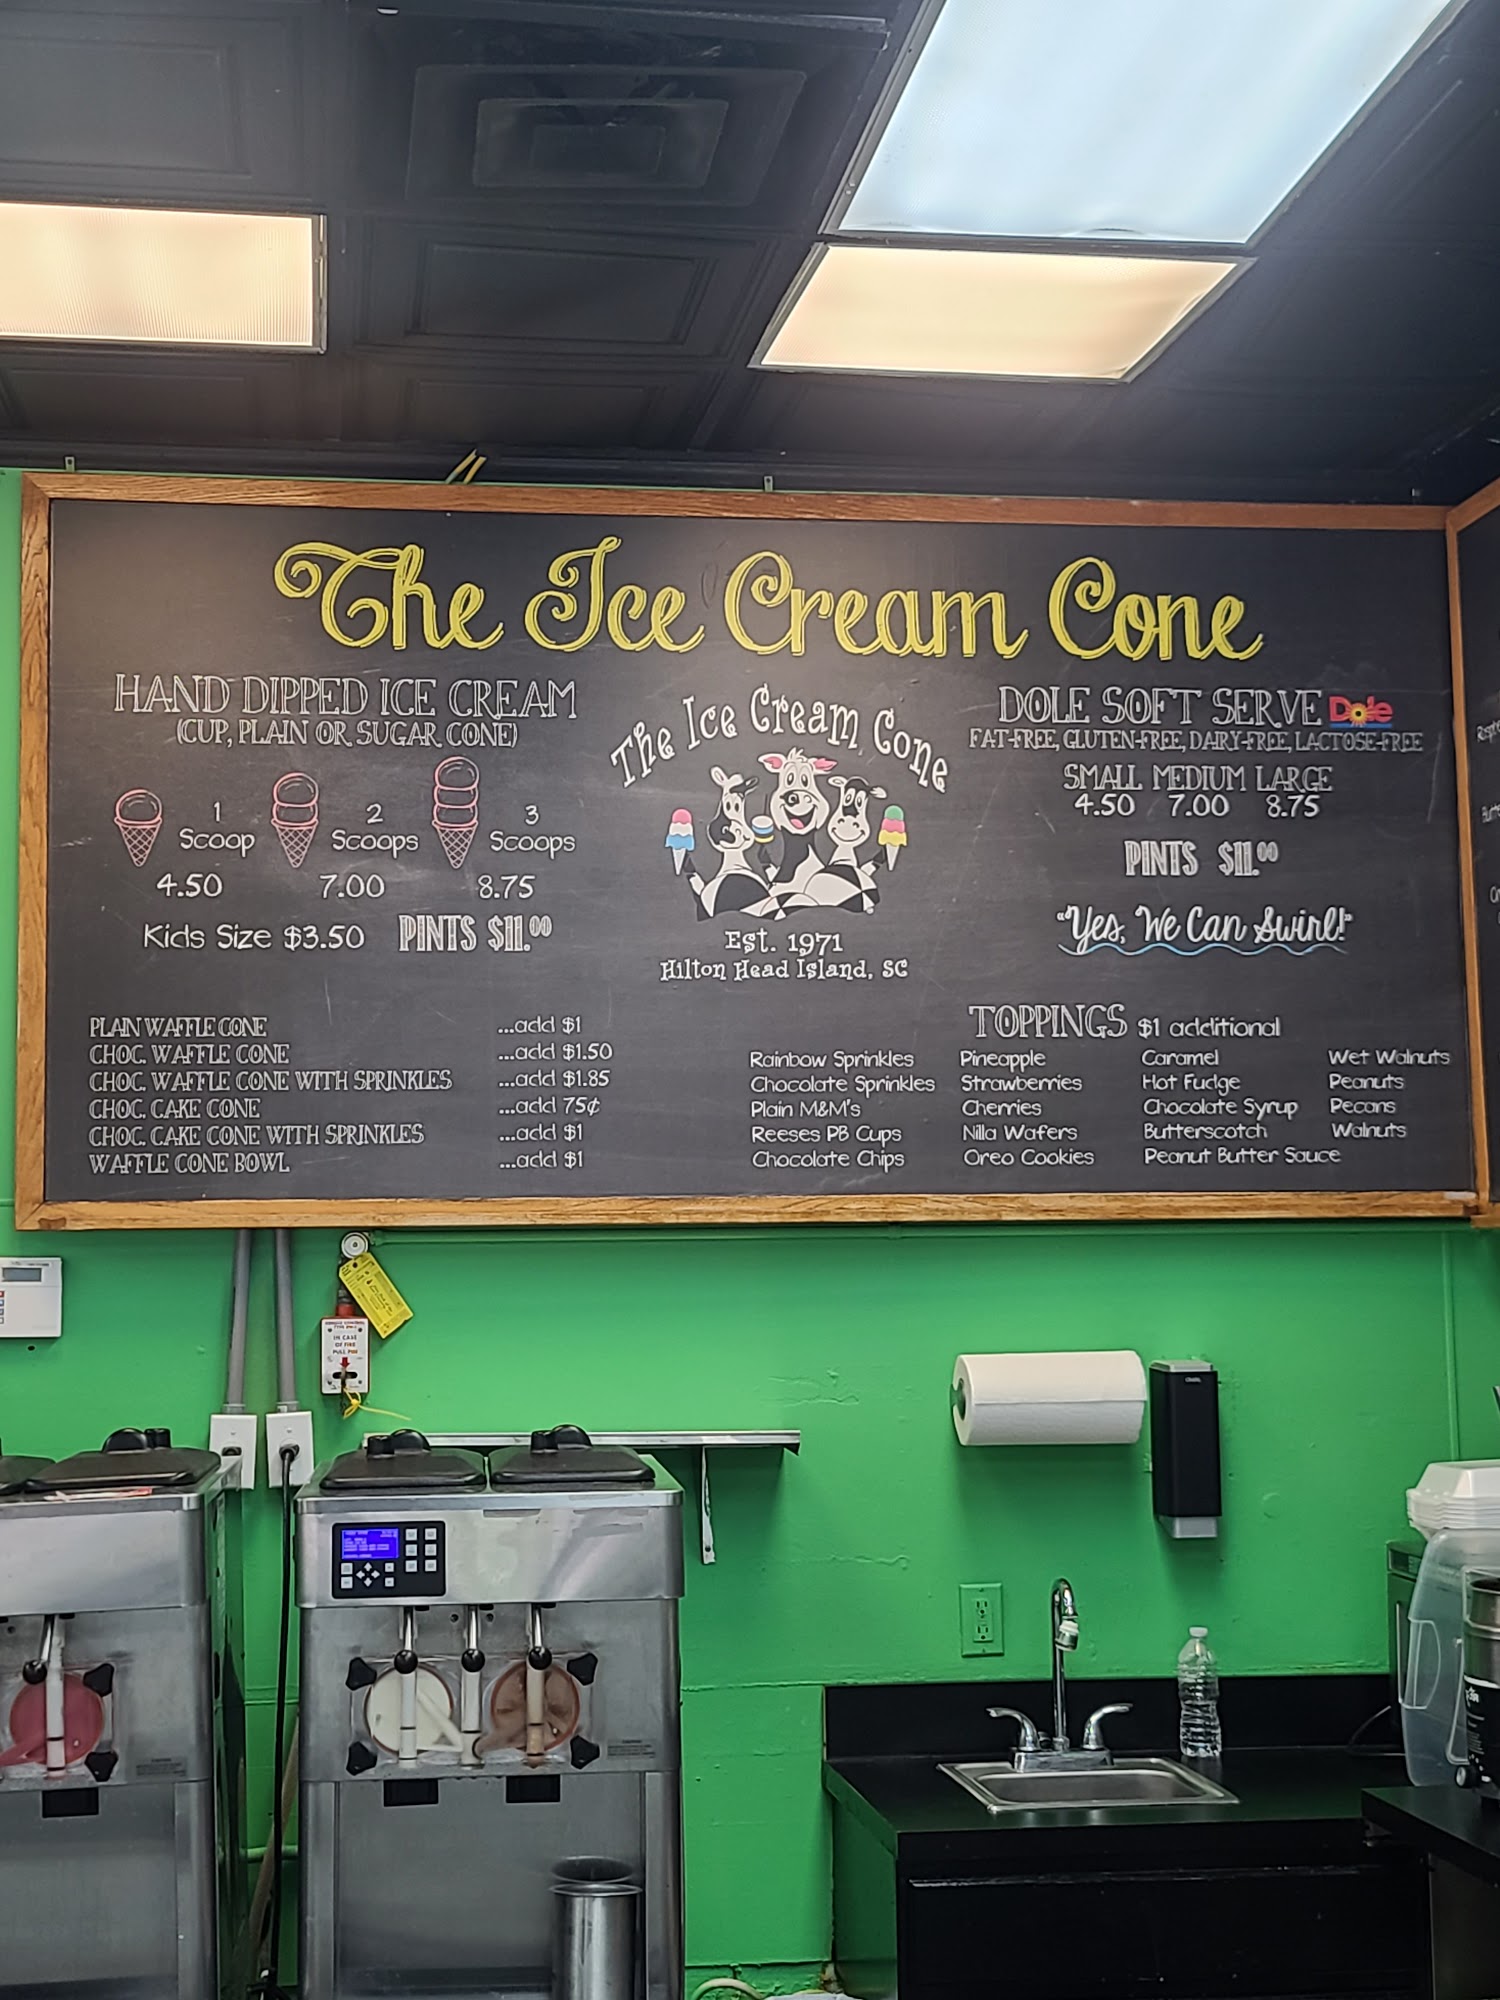 The Ice Cream Cone
HAND DIPPED ICE CREAM
(CUP, PLAIN OR SUGAR CONE)
1 Scoop
2 Scoops
3 Scoops
4.50 7.00 8.75
Kids Size $3.50 PINTS $11.00
The Ice Cream Cone
Est. 1971
Hilton Head Island, SC
DOLE SOFT SERVE Dole
FAT-FREE, GLUTEN-FREE, DAIRY-FREE, LACTOSE-FREE
SMALL MEDIUM LARGE
4.50 7.00 8.75
PINTS $11.00
"Yes, We Can Swirl!"
PLAIN WAFFLE CONE ...add $1
CHOC. WAFFLE CONE ...add $1.50
CHOC. WAFFLE CONE WITH SPRINKLES ...add $1.85
CHOC. CAKE CONE ...add 75¢
CHOC. CAKE CONE WITH SPRINKLES ...add $1
WAFFLE CONE BOWL ...add $1
TOPPINGS $1 additional
Rainbow Sprinkles Pineapple Caramel Wet Walnuts
Chocolate Sprinkles Strawberries Hot Fudge Peanuts
Plain M&M's Cherries Chocolate Syrup Pecans
Reeses PB Cups Nilla Wafers Butterscotch Walnuts
Chocolate Chips Oreo Cookies Peanut Butter Sauce
IN CASE
OF FIRE
PULL PIN